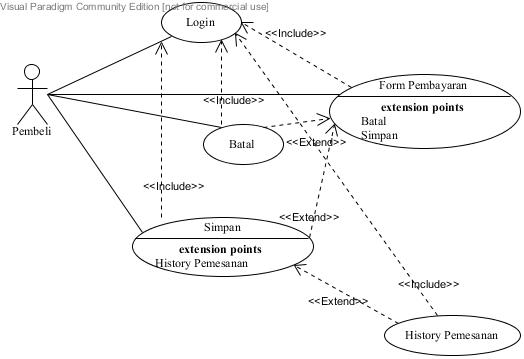 Visual Paradigm Community Edition [not for commercial use]
Login
<<Include>>
Form Pembayaran
extension points
Batal
Simpan
<<Include>>
Pembeli
Batal
<<Extend>>
<<Include>>
<<Extend>>
Simpan
extension points
History Pemesanan
<<Include>>
<<Extend>>
History Pemesanan